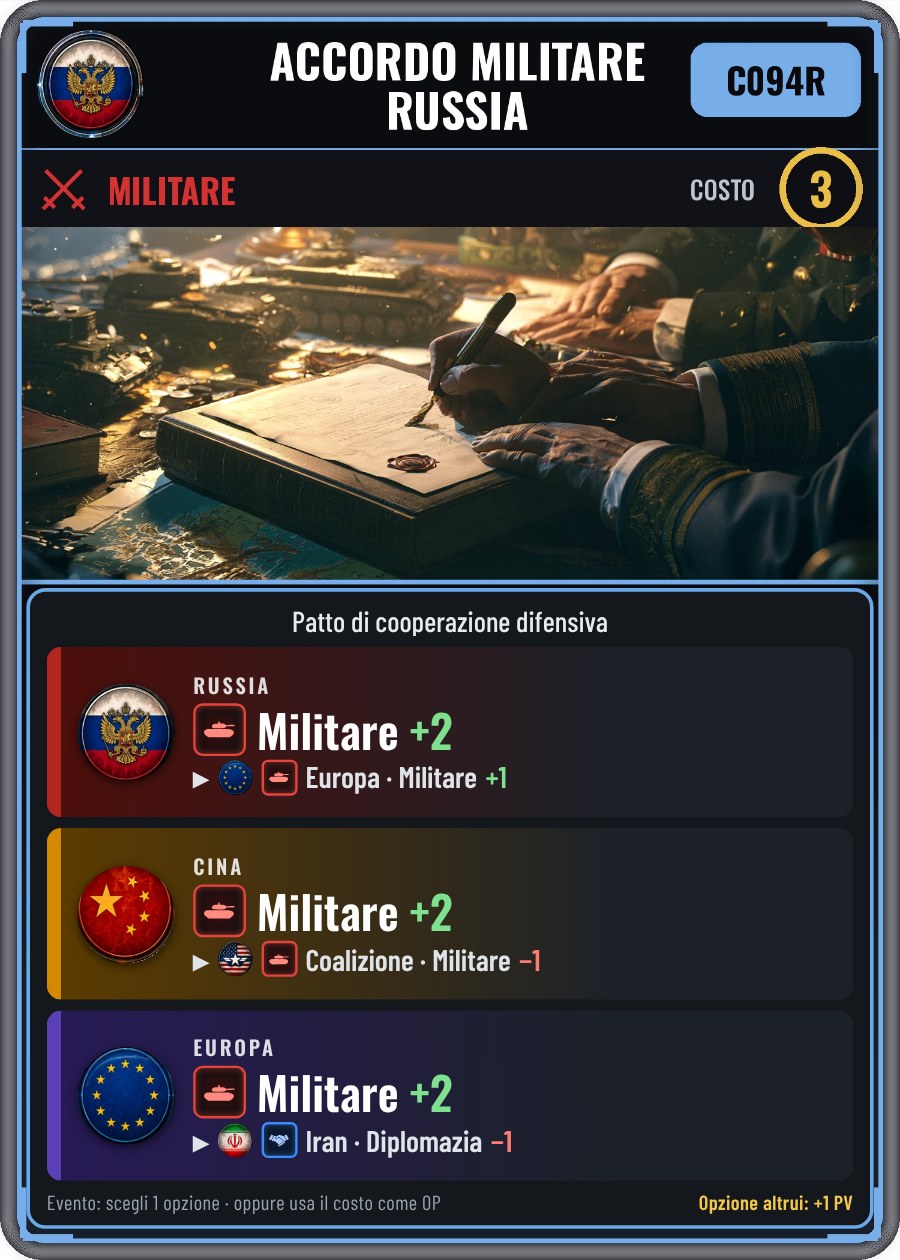 ACCORDO MILITARE
RUSSIA
C094R
MILITARE
COSTO
3
Patto di cooperazione difensiva
RUSSIA
Militare +2
▶ Europa · Militare +1
CINA
Militare +2
▶ Coalizione · Militare −1
EUROPA
Militare +2
▶ Iran · Diplomazia −1
Evento: scegli 1 opzione · oppure usa il costo come OP
Opzione altrui: +1 PV